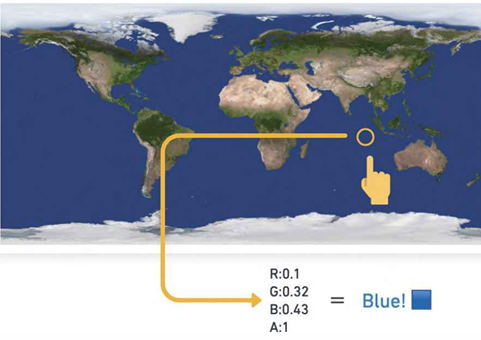 R:0.1
G:0.32
B:0.43
A:1
= Blue!